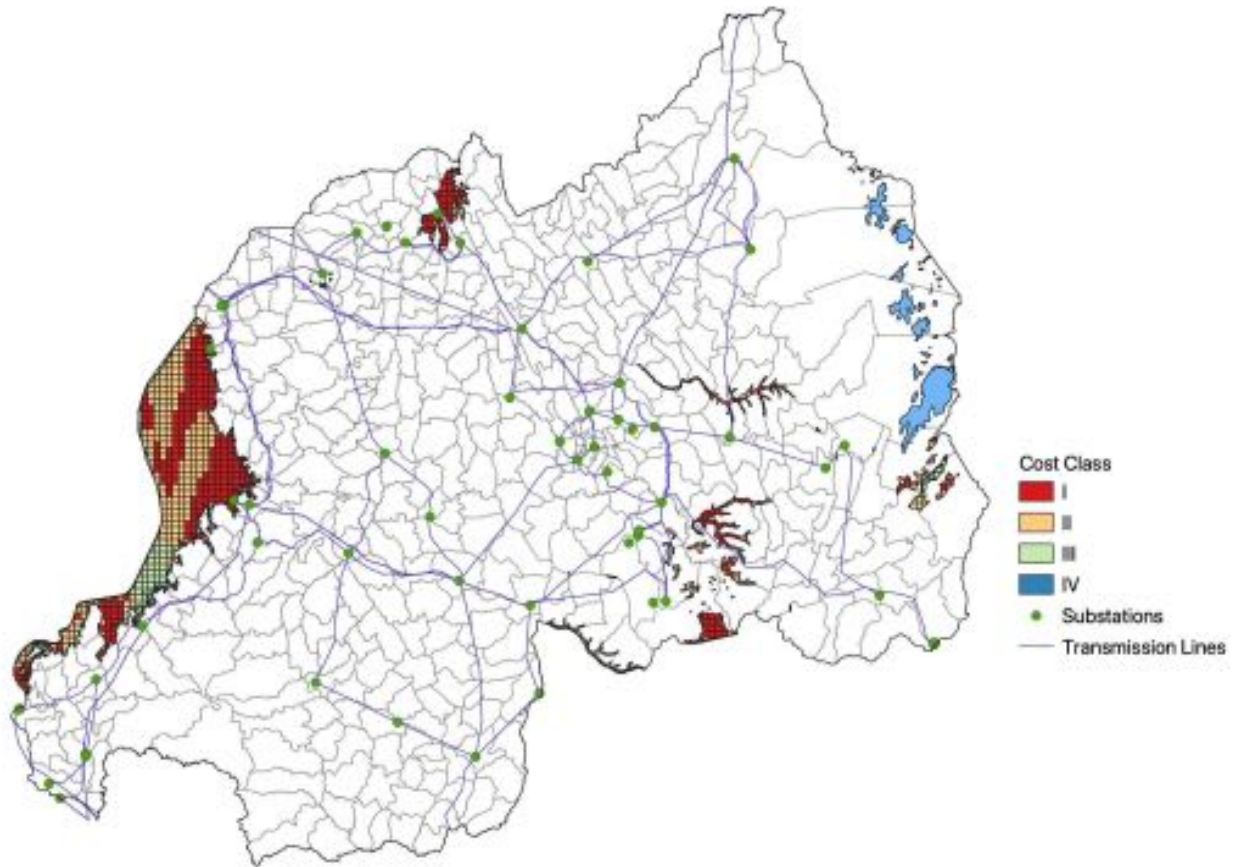 Cost Class
I
II
III
IV
Substations
Transmission Lines